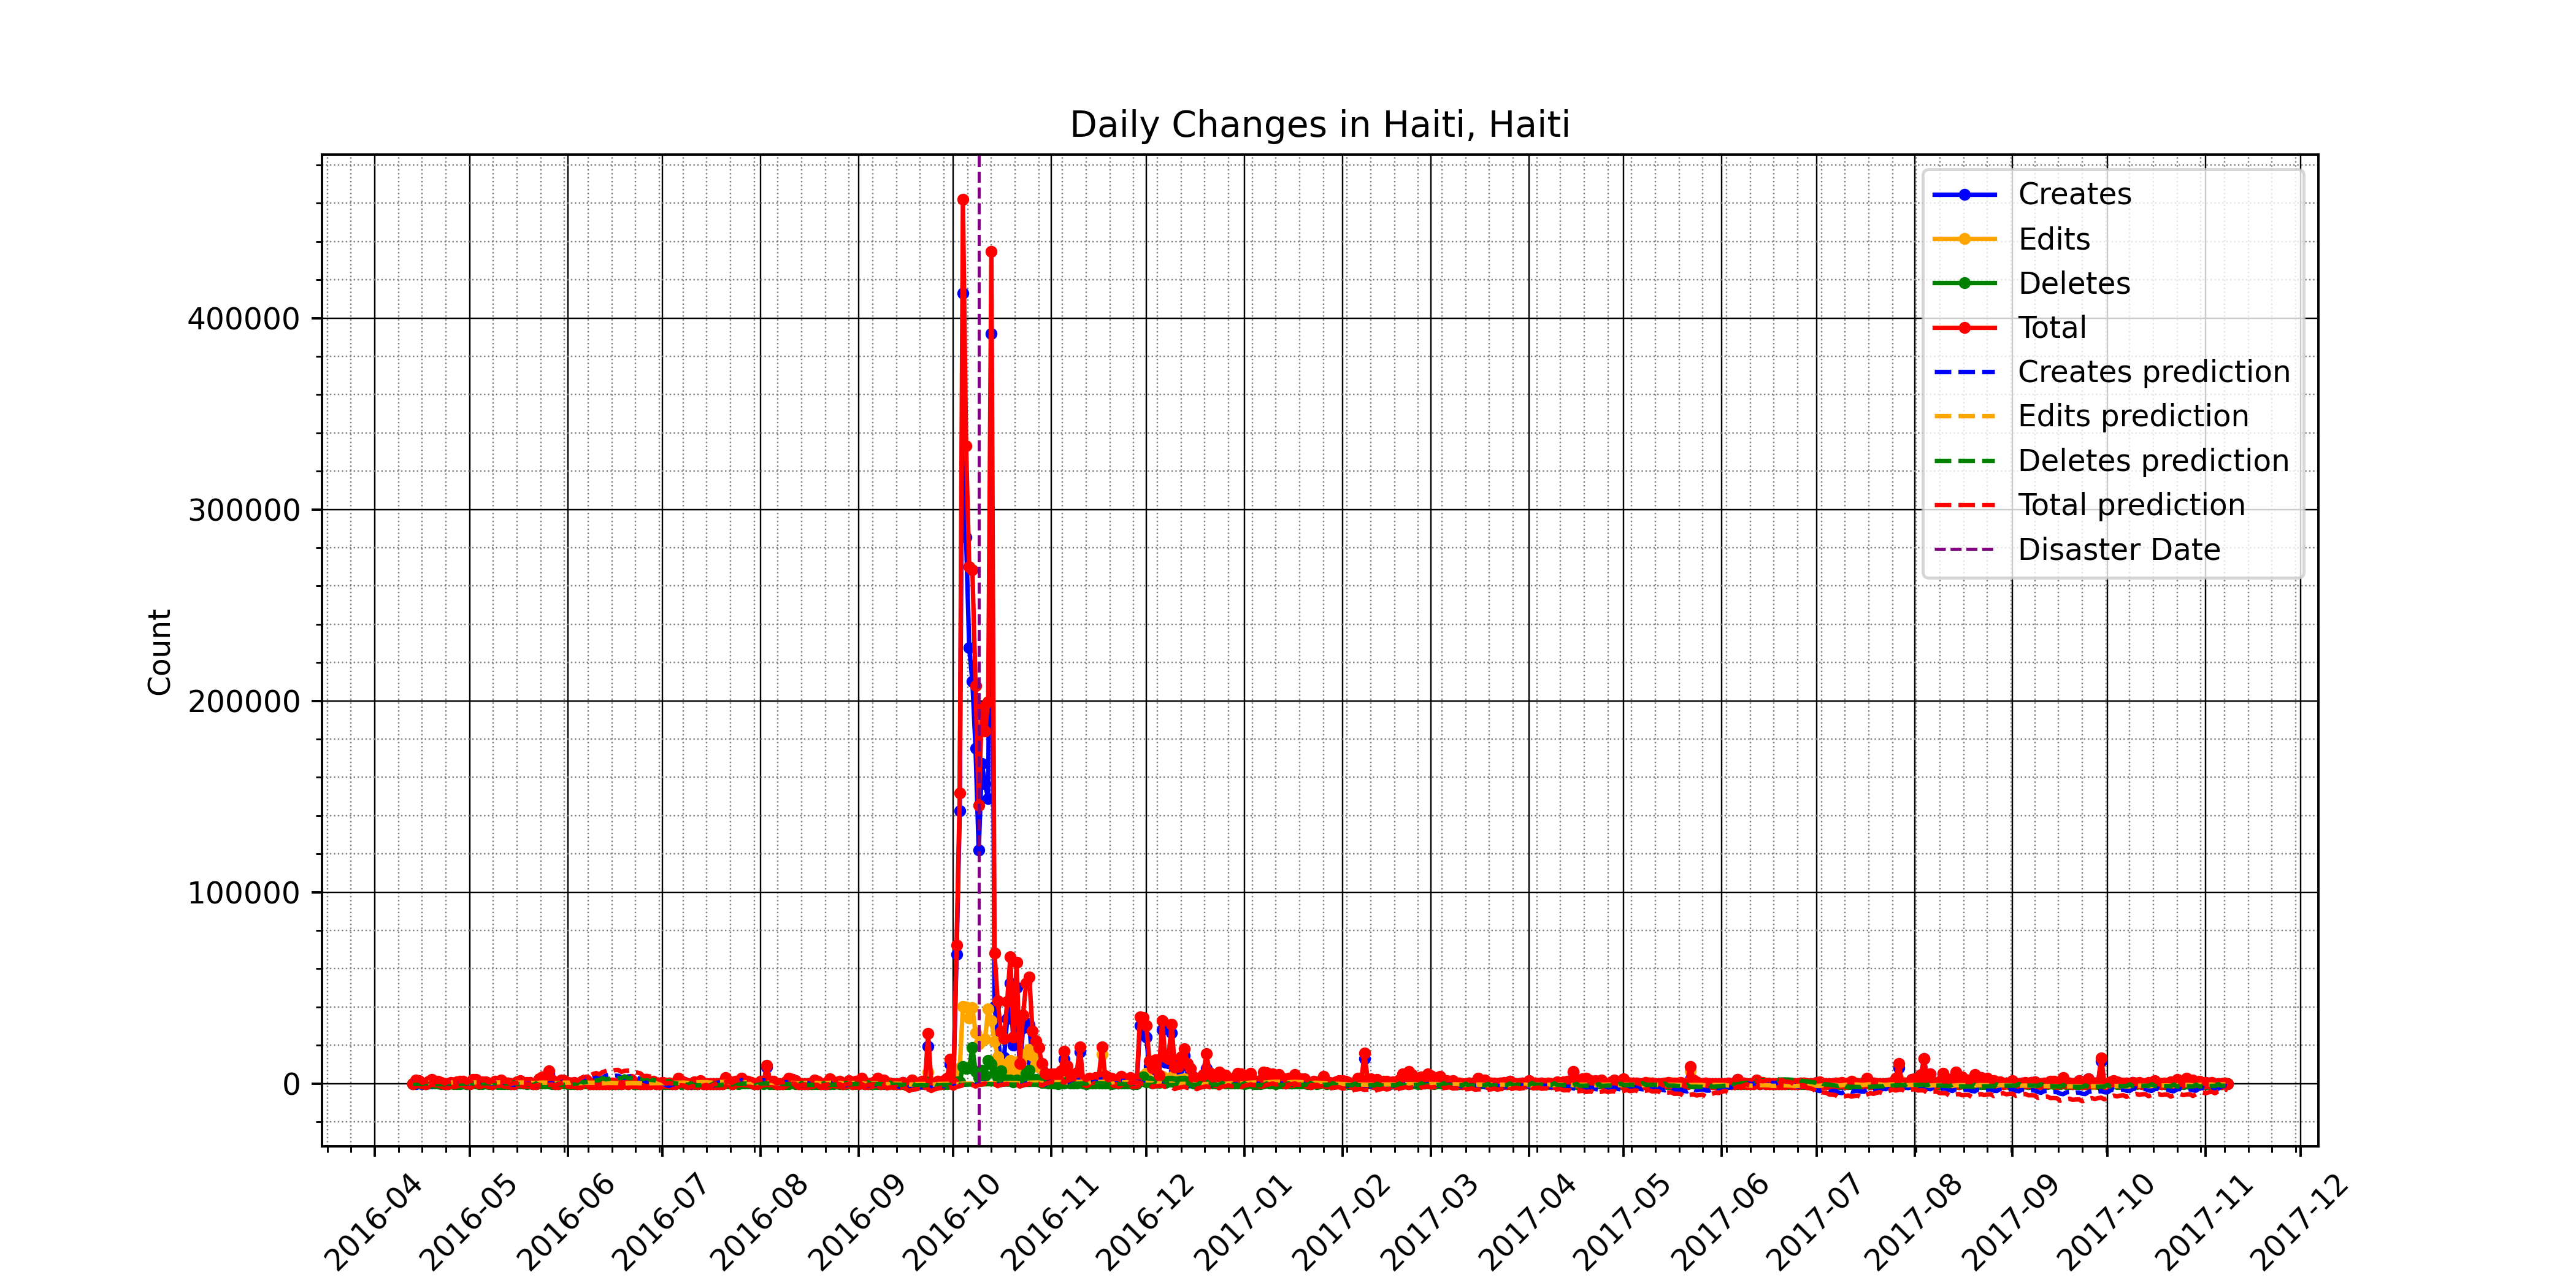 Daily Changes in Haiti, Haiti
Creates
Edits
Deletes
Total
Creates prediction
Edits prediction
Deletes prediction
Total prediction
Disaster Date
Count
400000
300000
200000
100000
0
2016-04
2016-05
2016-06
2016-07
2016-08
2016-09
2016-10
2016-11
2016-12
2017-01
2017-02
2017-03
2017-04
2017-05
2017-06
2017-07
2017-08
2017-09
2017-10
2017-11
2017-12